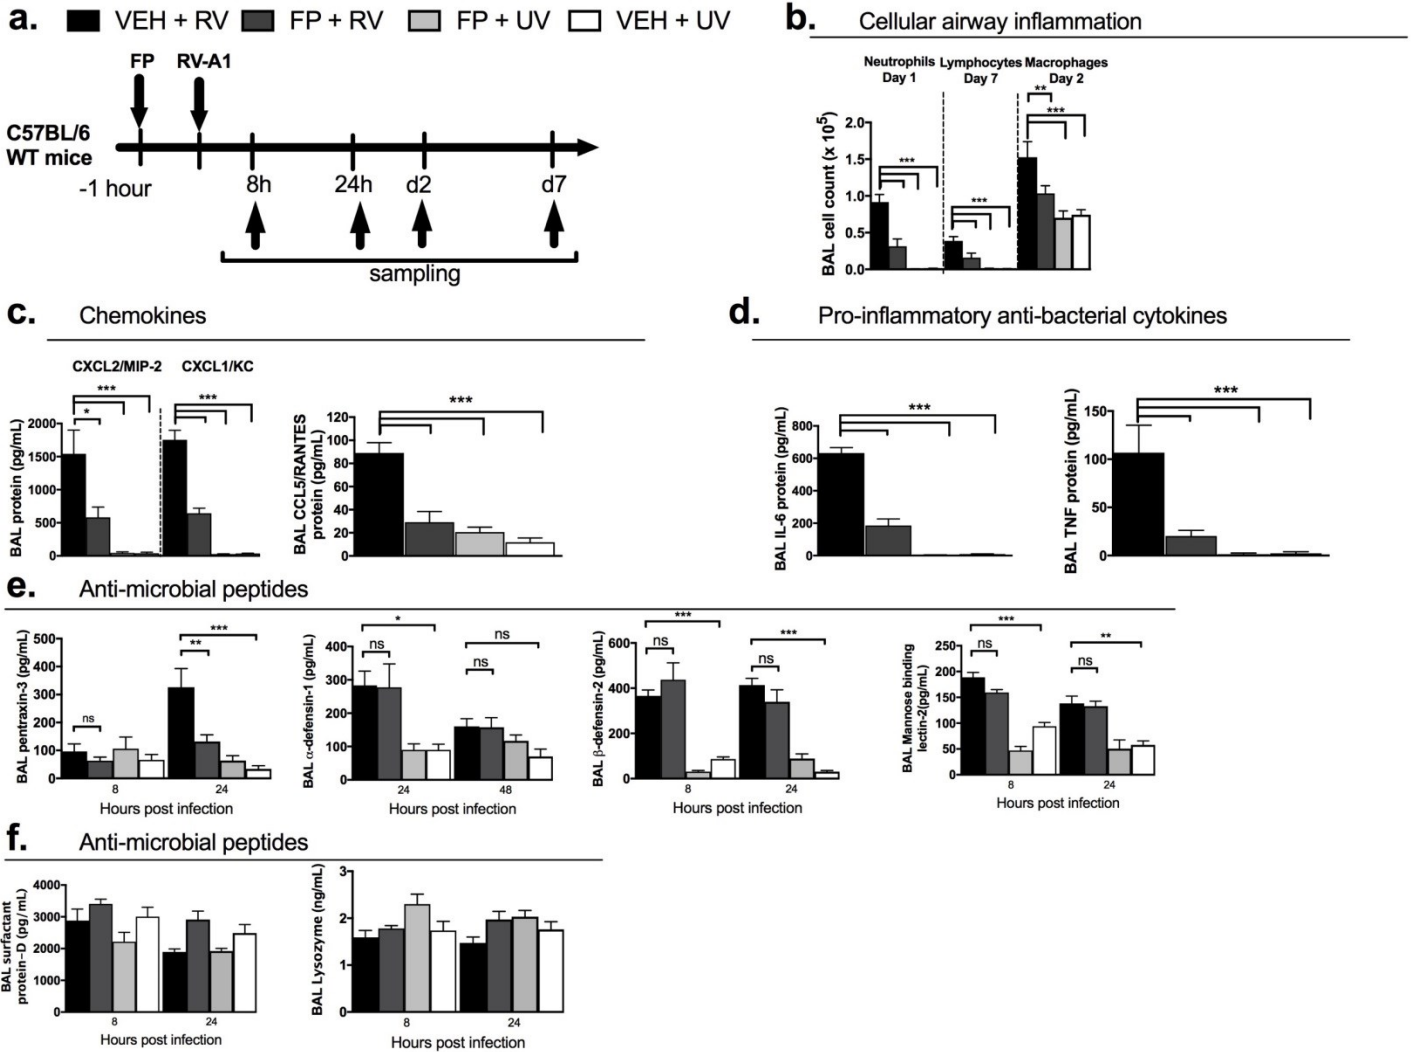 a. VEH + RV FP + RV FP + UV VEH + UV
FP RV-A1
C57BL/6
WT mice
-1 hour 8h 24h d2 d7
sampling
b. Cellular airway inflammation
Neutrophils Lymphocytes Macrophages
Day 1 Day 7 Day 2
**
***
***
***
BAL cell count (x 10⁵)
2.0
1.5
1.0
0.5
0.0
c. Chemokines
CXCL2/MIP-2 CXCL1/KC
***
*
***
BAL protein (pg/mL)
2000
1500
1000
500
0
***
BAL CCL5/RANTES
protein (pg/mL)
120
100
80
60
40
20
0
d. Pro-inflammatory anti-bacterial cytokines
***
BAL IL-6 protein (pg/mL)
800
600
400
200
0
***
BAL TNF protein (pg/mL)
150
100
50
0
e. Anti-microbial peptides
BAL pentraxin-3 (pg/mL)
500
400
300
200
100
0
ns
***
**
8 24
Hours post infection
BAL α-defensin-1 (pg/mL)
400
300
200
100
0
*
ns
ns
ns
24 48
Hours post infection
BAL β-defensin-2 (pg/mL)
600
400
200
0
***
ns
***
ns
8 24
Hours post infection
BAL Mannose binding
lectin-2(pg/mL)
250
200
150
100
50
0
***
ns
**
ns
8 24
Hours post infection
f. Anti-microbial peptides
BAL surfactant
protein-D (pg/mL)
4000
3000
2000
1000
0
8 24
Hours post infection
BAL Lysozyme (ng/mL)
3
2
1
0
8 24
Hours post infection